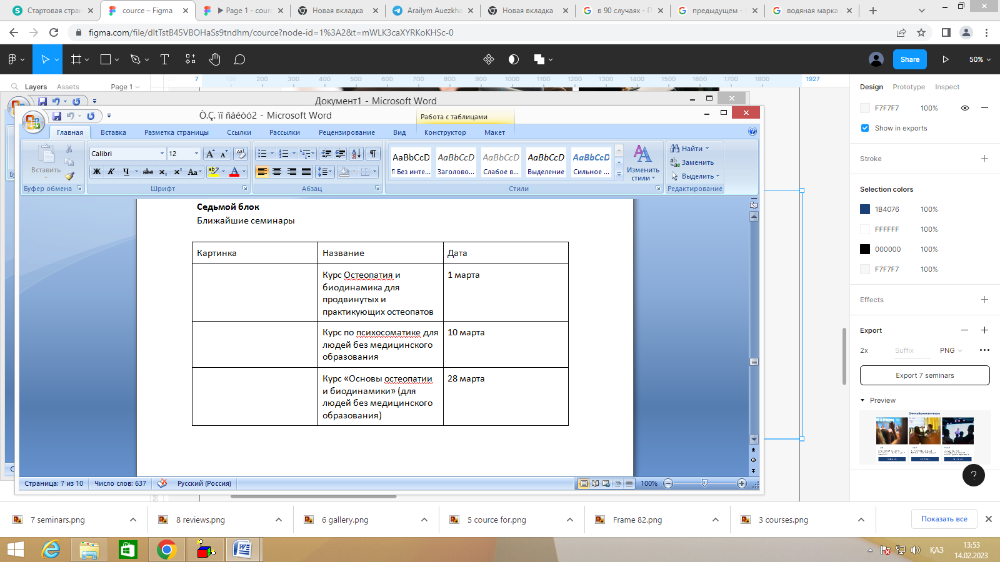 Стартовая стран
cource – Figma
▶ Page 1 - cour
Новая вкладка
Arailym Auezkha
Новая вкладка
в 90 случаях - П
предыдущем -
водяная марка
figma.com/file/dltTstB45VBOHaSs9tndhm/cource?node-id=1%3A2&t=mWLK3caXYRKoKHSc-0
Share
50%
Layers
Assets
Page 1
7 100 200 300 400 500 600 700 800 900 1000 1100 1200 1300 1400 1500 1600 1700 1800 1927
Design
Prototype
Inspect
F7F7F7 100%
Show in exports
Stroke
Selection colors
1B4076 100%
FFFFFF 100%
000000 100%
F7F7F7 100%
Effects
Export
2x
Suffix
PNG
Export 7 seminars
Preview
Ближайшие семинары
?
Документ1 - Microsoft Word
Ò.Ç. ïî ñàéòó2 - Microsoft Word
Работа с таблицами
Главная
Вставка
Разметка страницы
Ссылки
Рассылки
Рецензирование
Вид
Конструктор
Макет
Вставить
Буфер обмена
Calibri
12
Шрифт
Абзац
AaBbCcD
AaBbCcD
AaBbCcD
AaBbCcD
AaBbCcD
¶ Без инте...
Заголово...
Слабое в...
Выделение
Сильное ...
Стили
Изменить
стили
Найти
Заменить
Выделить
Редактирование
Седьмой блок
Ближайшие семинары
Картинка
Название
Дата
Курс Остеопатия и
биодинамика для
продвинутых и
практикующих остеопатов
1 марта
Курс по психосоматике для
людей без медицинского
образования
10 марта
Курс «Основы остеопатии
и биодинамики» (для
людей без медицинского
образования)
28 марта
Страница: 7 из 10
Число слов: 637
Русский (Россия)
100%
7 seminars.png
8 reviews.png
6 gallery.png
5 cource for.png
Frame 82.png
3 courses.png
Показать все
ҚАЗ
13:53
14.02.2023